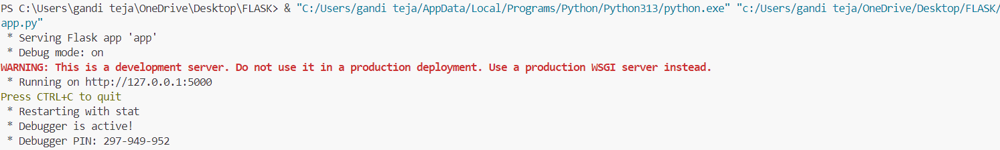 PS C:\Users\gandi teja\OneDrive\Desktop\FLASK> & "C:/Users/gandi teja/AppData/Local/Programs/Python/Python313/python.exe" "c:/Users/gandi teja/OneDrive/Desktop/FLASK/
app.py"
 * Serving Flask app 'app'
 * Debug mode: on
WARNING: This is a development server. Do not use it in a production deployment. Use a production WSGI server instead.
 * Running on http://127.0.0.1:5000
Press CTRL+C to quit
 * Restarting with stat
 * Debugger is active!
 * Debugger PIN: 297-949-952